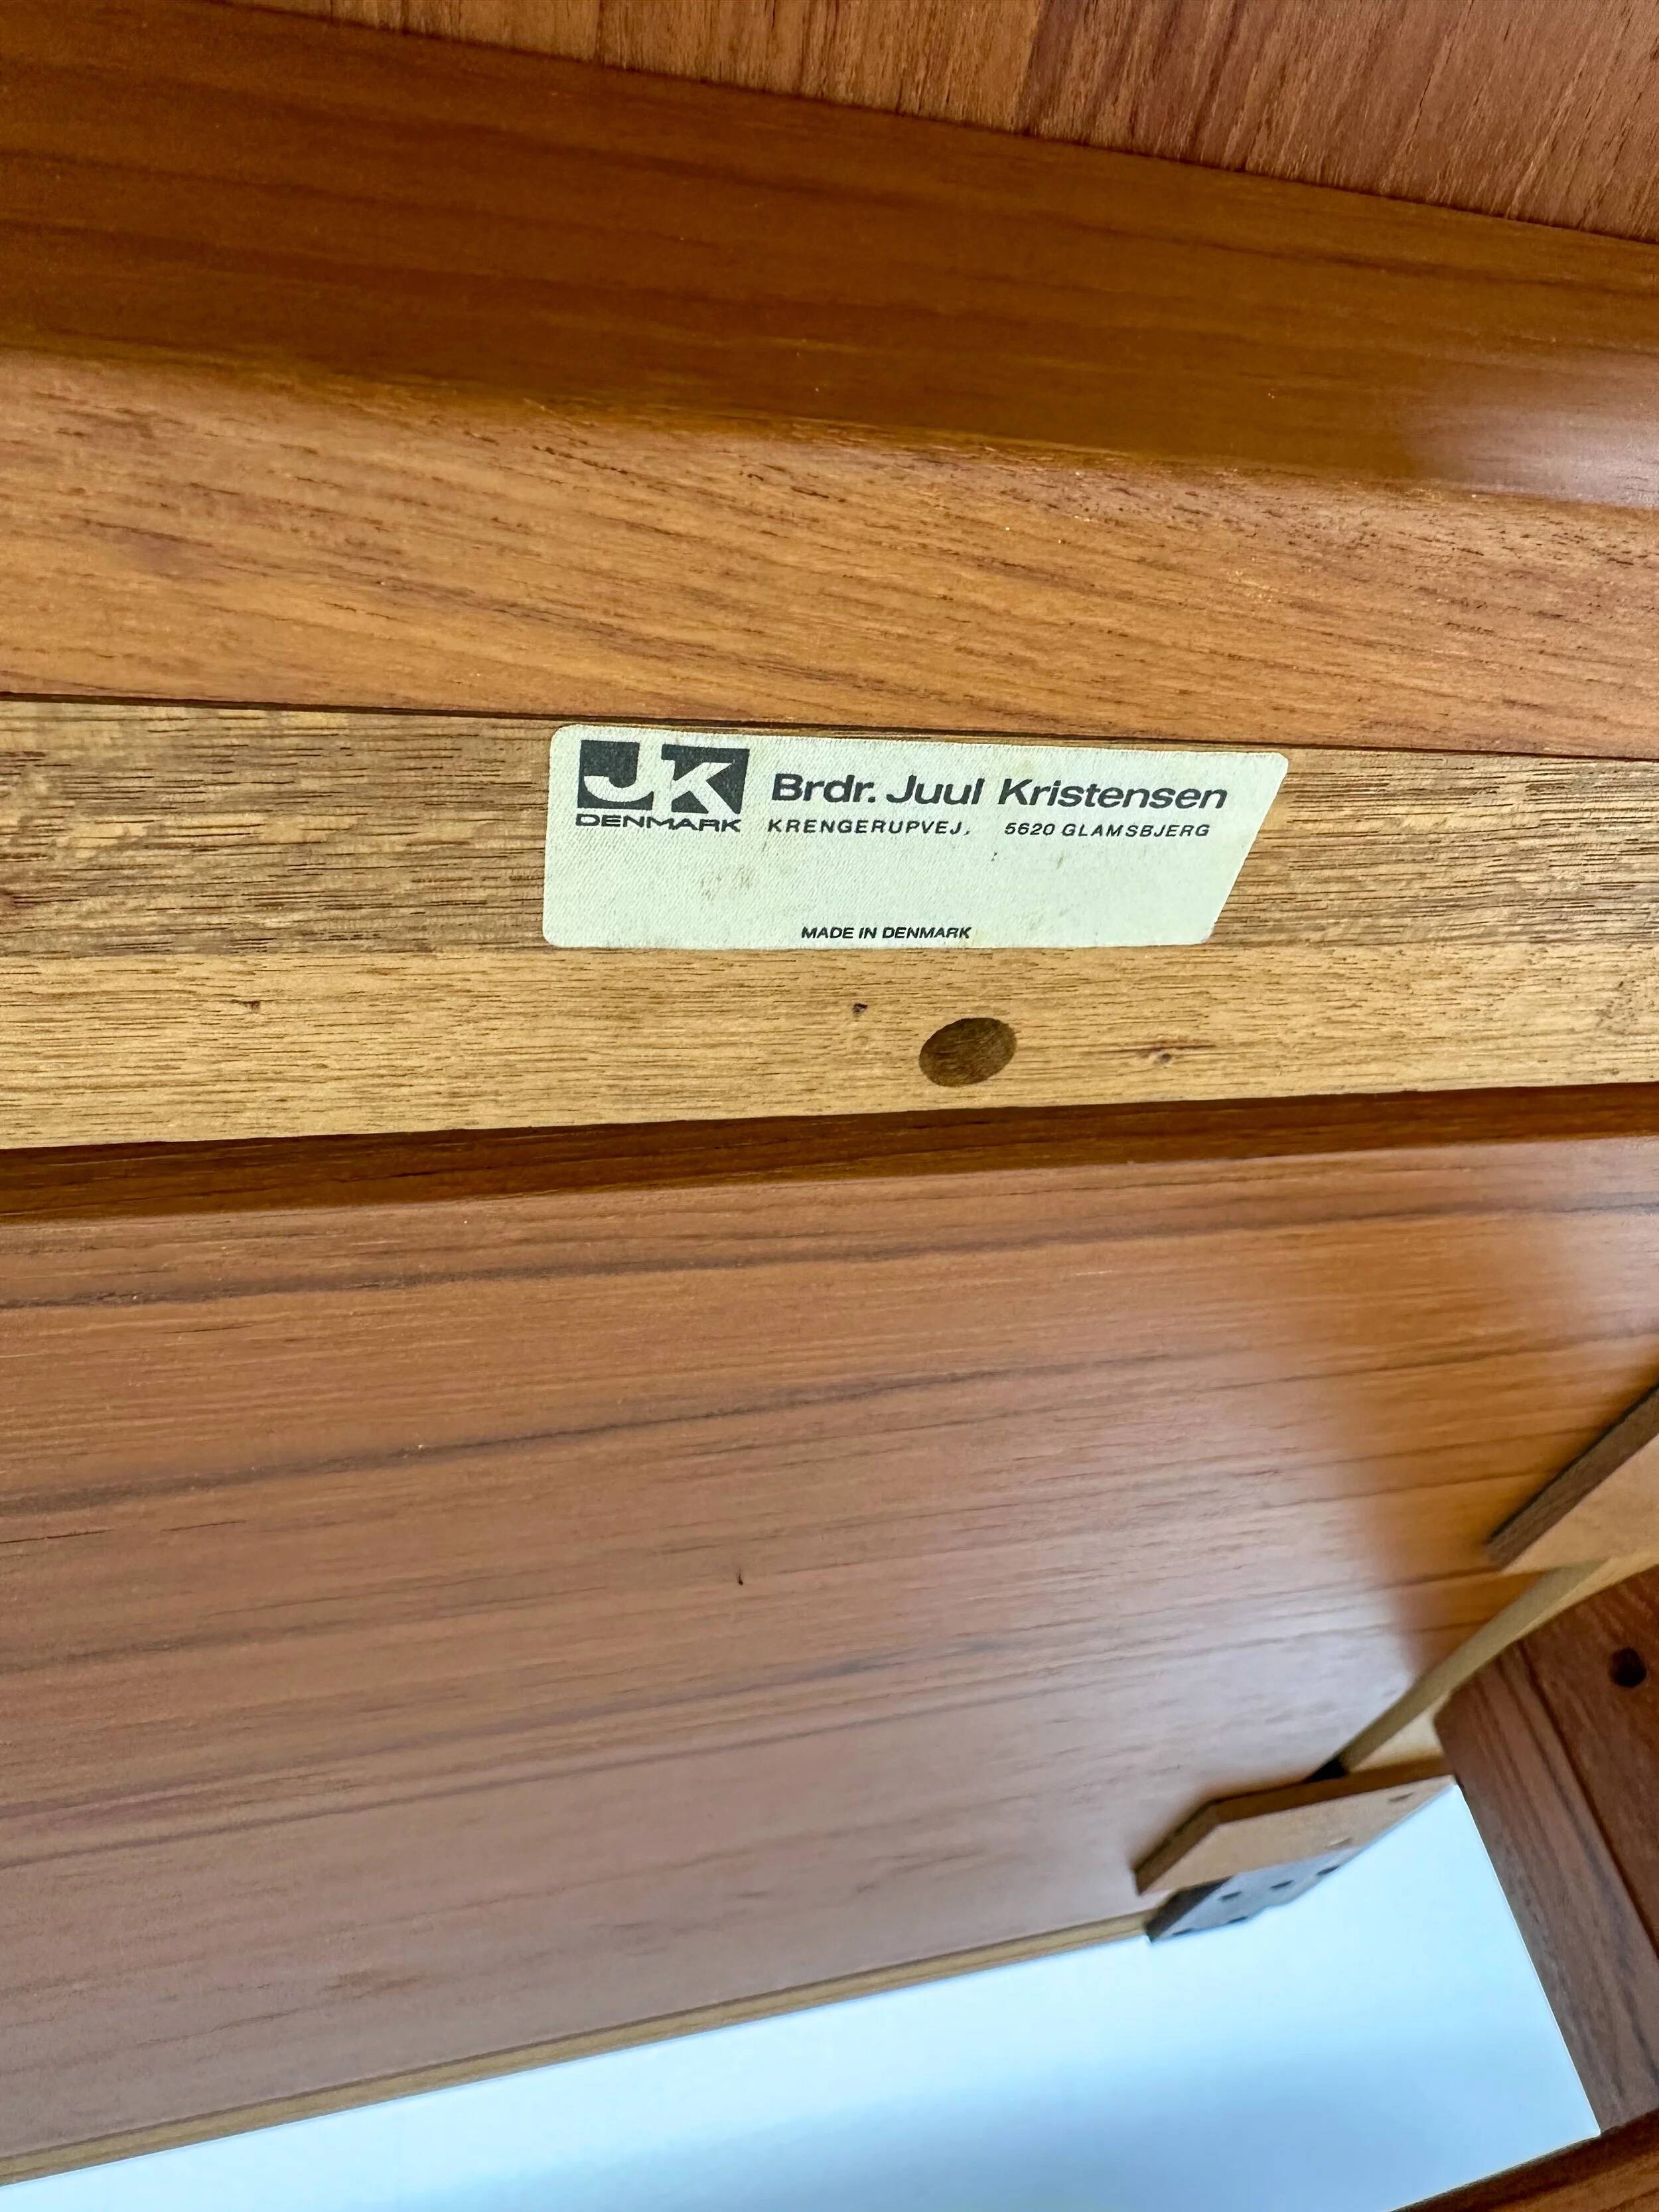 JK
DENMARK
Brdr. Juul Kristensen
KRENGERUPVEJ, 5620 GLAMSBJERG
MADE IN DENMARK